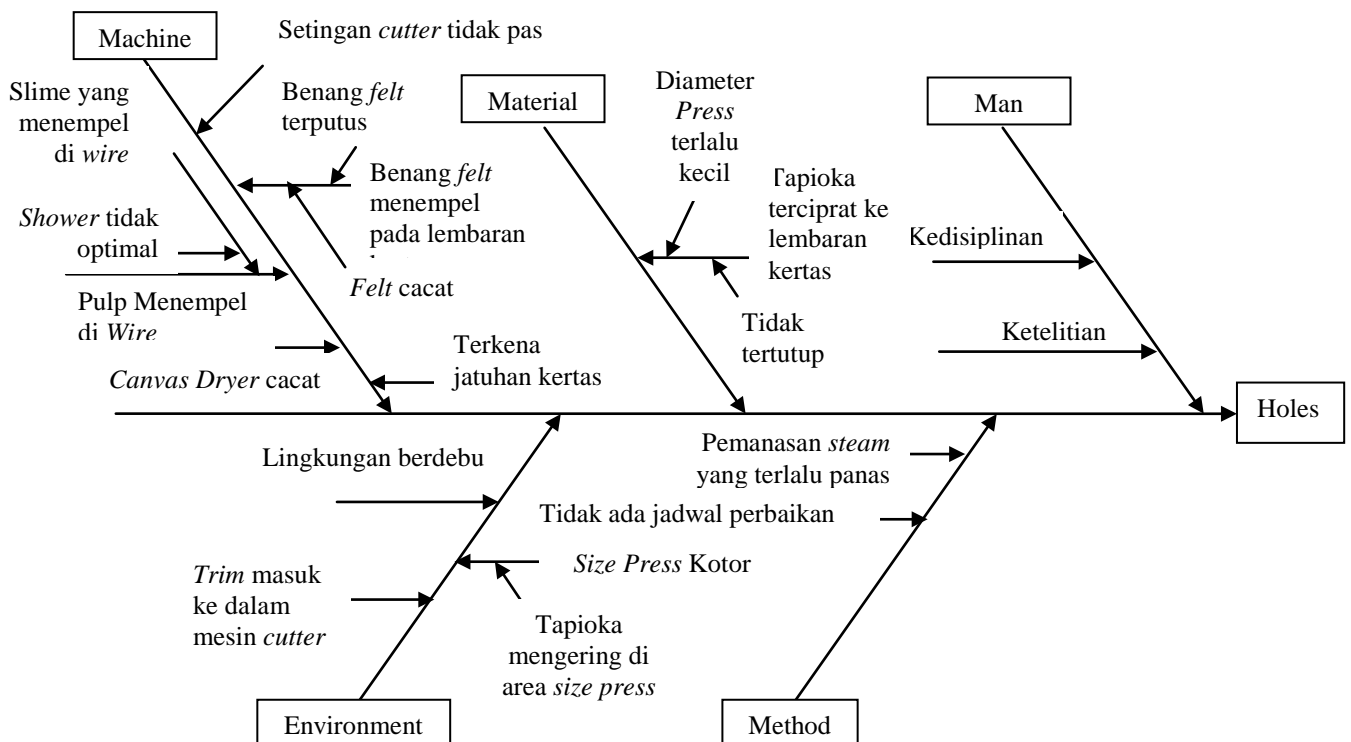 Machine
Setingan cutter tidak pas
Slime yang
menempel
di wire
Benang felt
terputus
Benang felt
menempel
pada lembaran
Shower tidak
optimal
Felt cacat
Pulp Menempel
di Wire
Canvas Dryer cacat
Terkena
jatuhan kertas
Material
Diameter
Press
terlalu
kecil
Tapioka
terciprat ke
lembaran
kertas
Tidak
tertutup
Man
Kedisiplinan
Ketelitian
Holes
Lingkungan berdebu
Trim masuk
ke dalam
mesin cutter
Size Press Kotor
Tapioka
mengering di
area size press
Environment
Pemanasan steam
yang terlalu panas
Tidak ada jadwal perbaikan
Method